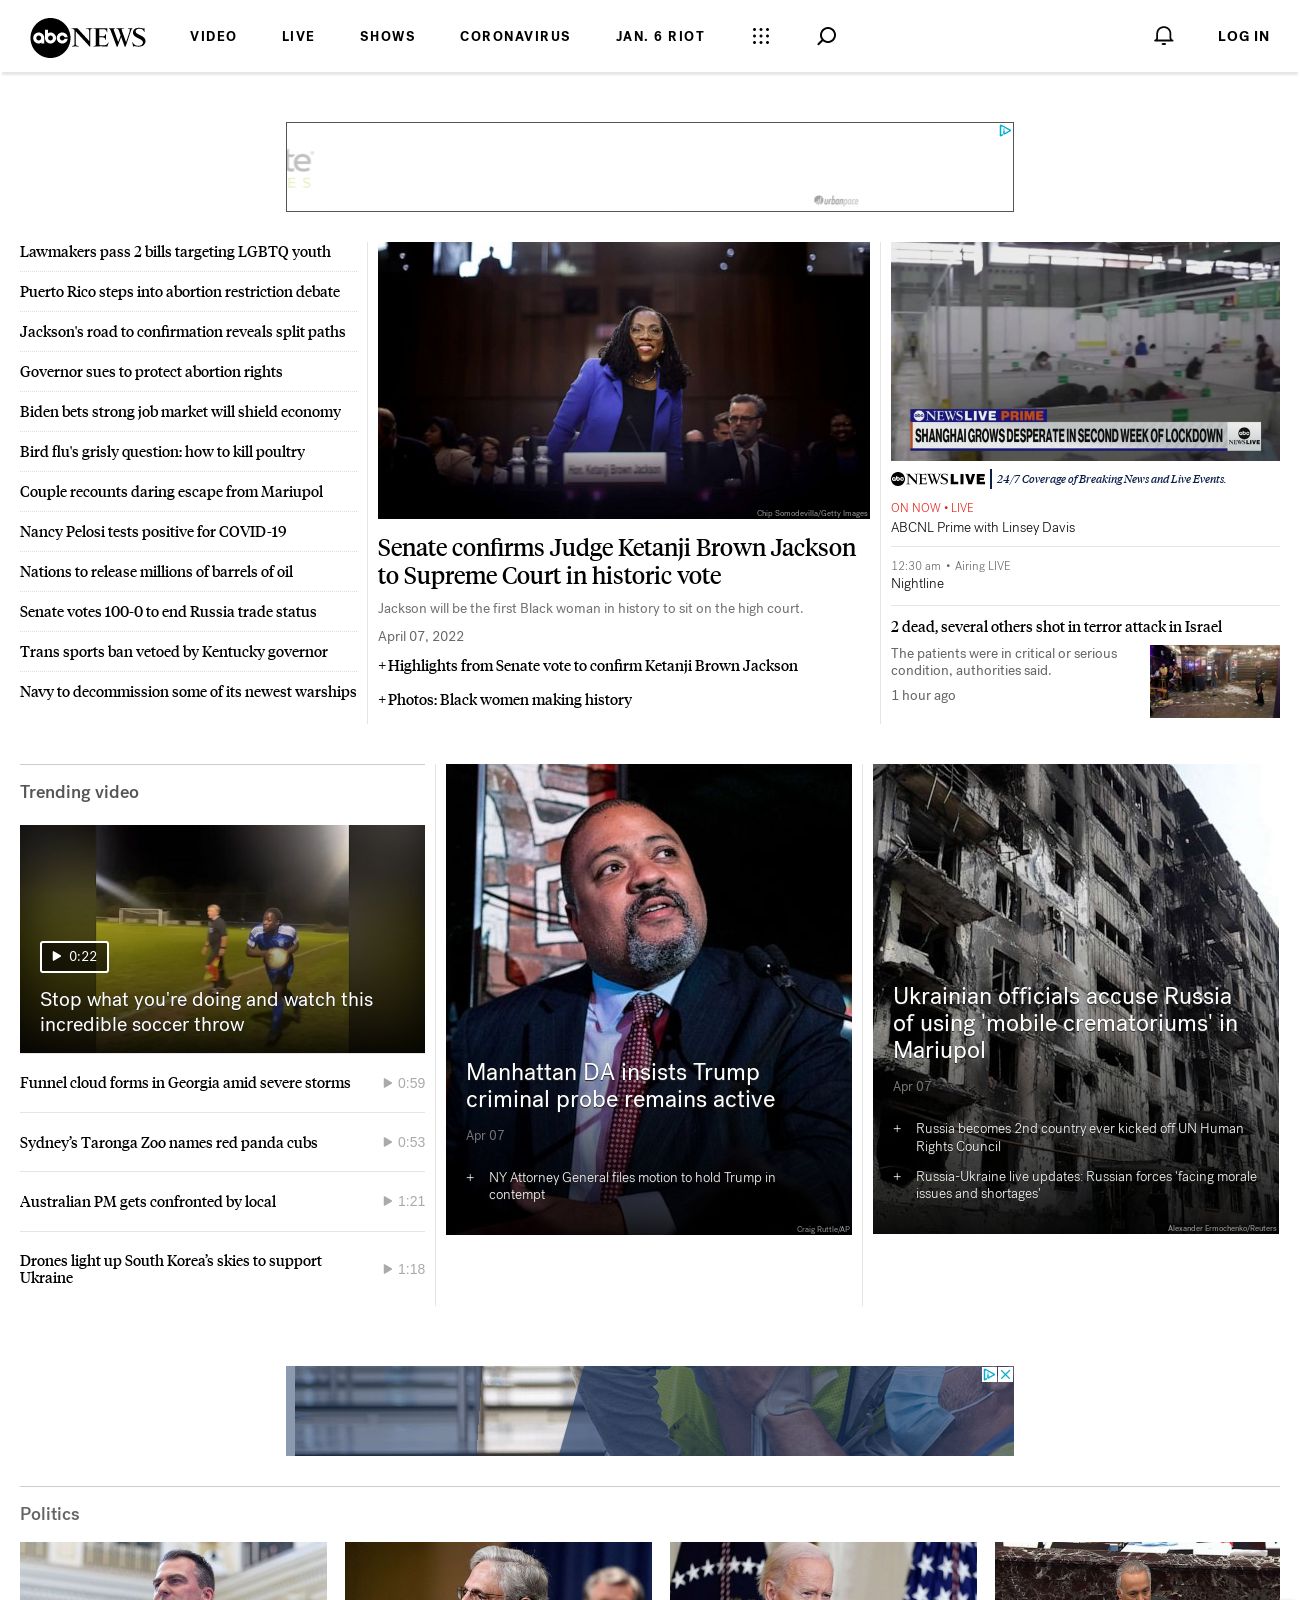 abc NEWS
VIDEO
LIVE
SHOWS
CORONAVIRUS
JAN. 6 RIOT
LOG IN
te
ES
urbanpace
Lawmakers pass 2 bills targeting LGBTQ youth
Puerto Rico steps into abortion restriction debate
Jackson's road to confirmation reveals split paths
Governor sues to protect abortion rights
Biden bets strong job market will shield economy
Bird flu's grisly question: how to kill poultry
Couple recounts daring escape from Mariupol
Nancy Pelosi tests positive for COVID-19
Nations to release millions of barrels of oil
Senate votes 100-0 to end Russia trade status
Trans sports ban vetoed by Kentucky governor
Navy to decommission some of its newest warships
Hon. Ketanji Brown Jackson
Chip Somodevilla/Getty Images
Senate confirms Judge Ketanji Brown Jackson
to Supreme Court in historic vote
Jackson will be the first Black woman in history to sit on the high court.
April 07, 2022
+ Highlights from Senate vote to confirm Ketanji Brown Jackson
+ Photos: Black women making history
abc NEWS LIVE PRIME
SHANGHAI GROWS DESPERATE IN SECOND WEEK OF LOCKDOWN
abc
NEWS LIVE
abc NEWS LIVE | 24/7 Coverage of Breaking News and Live Events.
ON NOW • LIVE
ABCNL Prime with Linsey Davis
12:30 am • Airing LIVE
Nightline
2 dead, several others shot in terror attack in Israel
The patients were in critical or serious
condition, authorities said.
1 hour ago
Trending video
0:22
Stop what you're doing and watch this
incredible soccer throw
Funnel cloud forms in Georgia amid severe storms
0:59
Sydney’s Taronga Zoo names red panda cubs
0:53
Australian PM gets confronted by local
1:21
Drones light up South Korea’s skies to support
Ukraine
1:18
Manhattan DA insists Trump
criminal probe remains active
Apr 07
+ NY Attorney General files motion to hold Trump in
contempt
Craig Ruttle/AP
Ukrainian officials accuse Russia
of using 'mobile crematoriums' in
Mariupol
Apr 07
+ Russia becomes 2nd country ever kicked off UN Human
Rights Council
+ Russia-Ukraine live updates: Russian forces 'facing morale
issues and shortages'
Alexander Ermochenko/Reuters
Politics